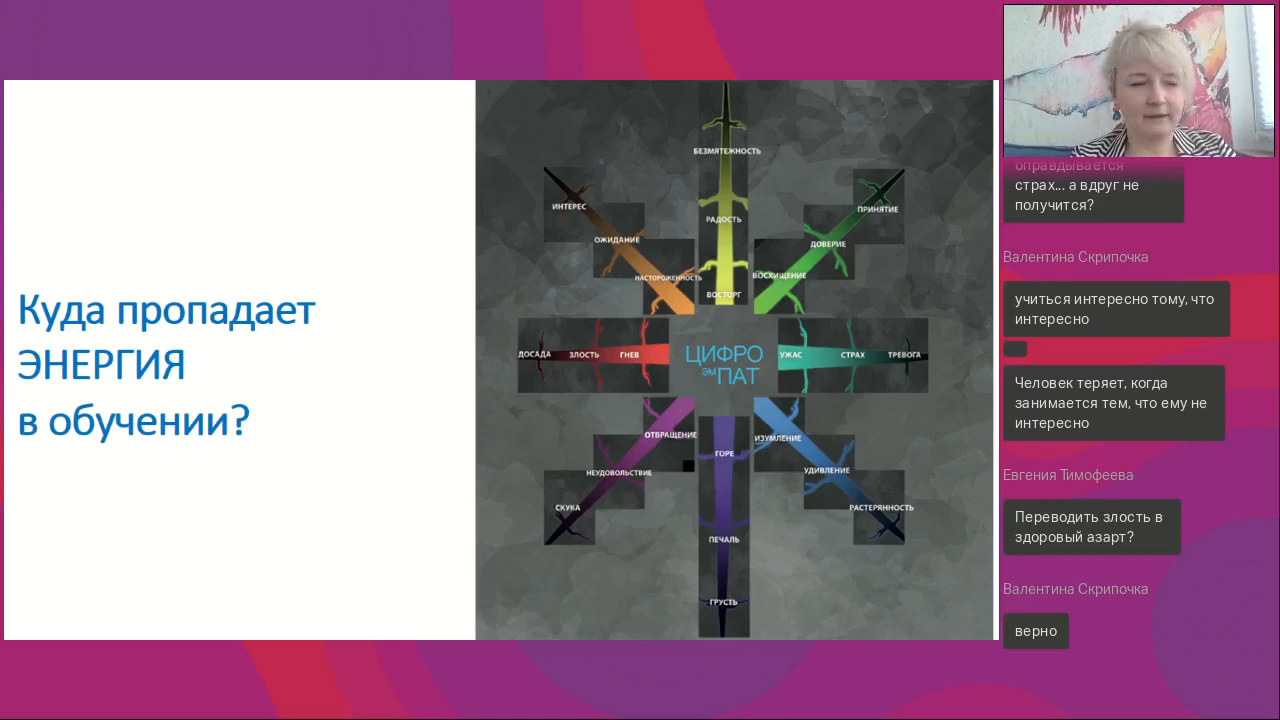 Куда пропадает
ЭНЕРГИЯ
в обучении?
БЕЗМЯТЕЖНОСТЬ
ИНТЕРЕС
ПРИНЯТИЕ
РАДОСТЬ
ОЖИДАНИЕ
ДОВЕРИЕ
НАСТОРОЖЕННОСТЬ
ВОСХИЩЕНИЕ
ВОСТОРГ
ДОСАДА ЗЛОСТЬ ГНЕВ
ЦИФРО
ЭМПАТ
УЖАС СТРАХ ТРЕВОГА
ОТВРАЩЕНИЕ
ИЗУМЛЕНИЕ
ГОРЕ
НЕУДОВОЛЬСТВИЕ
УДИВЛЕНИЕ
СКУКА
РАСТЕРЯННОСТЬ
ПЕЧАЛЬ
ГРУСТЬ
оправдывается
страх... а вдруг не
получится?
Валентина Скрипочка
учиться интересно тому, что
интересно
Человек теряет, когда
занимается тем, что ему не
интересно
Евгения Тимофеева
Переводить злость в
здоровый азарт?
Валентина Скрипочка
верно